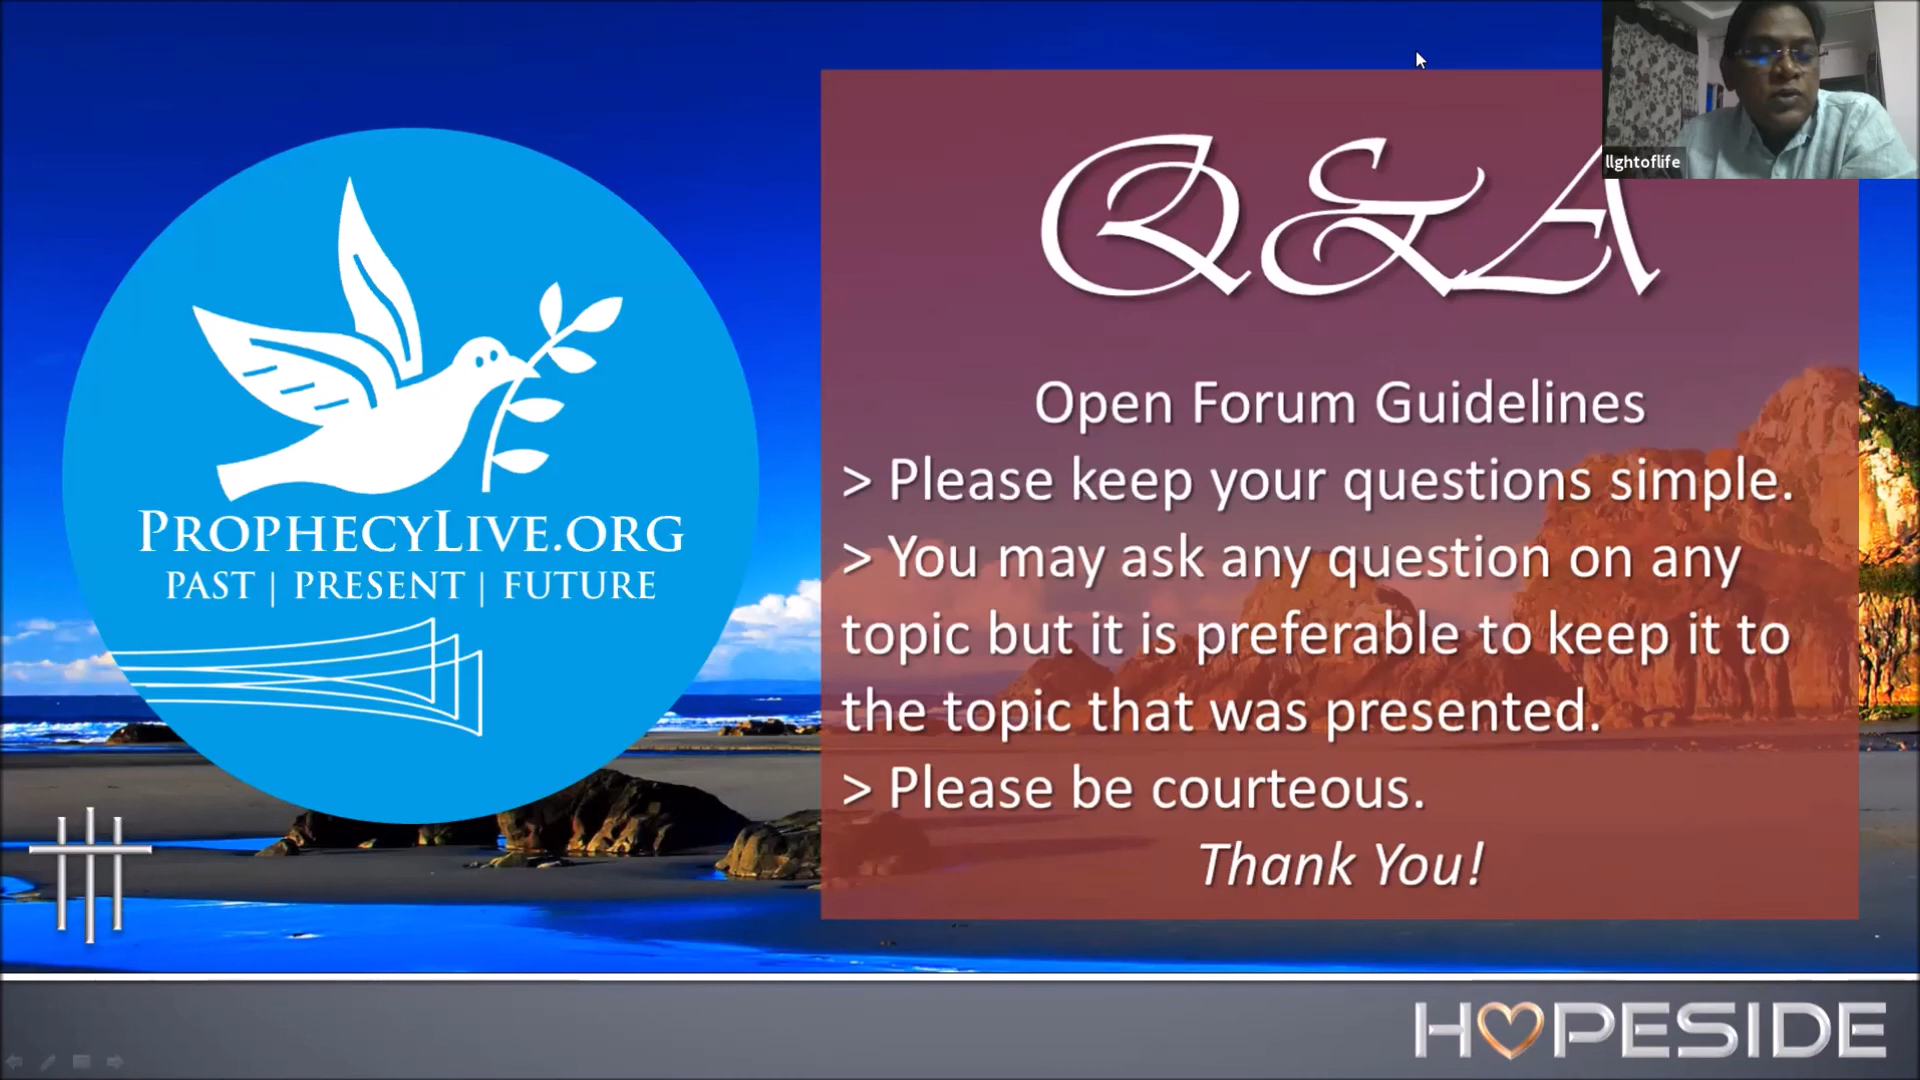 llghtoflife
Q&A
Open Forum Guidelines
> Please keep your questions simple.
> You may ask any question on any
topic but it is preferable to keep it to
the topic that was presented.
> Please be courteous.
Thank You!
PROPHECYLIVE.ORG
PAST | PRESENT | FUTURE
HOPESIDE